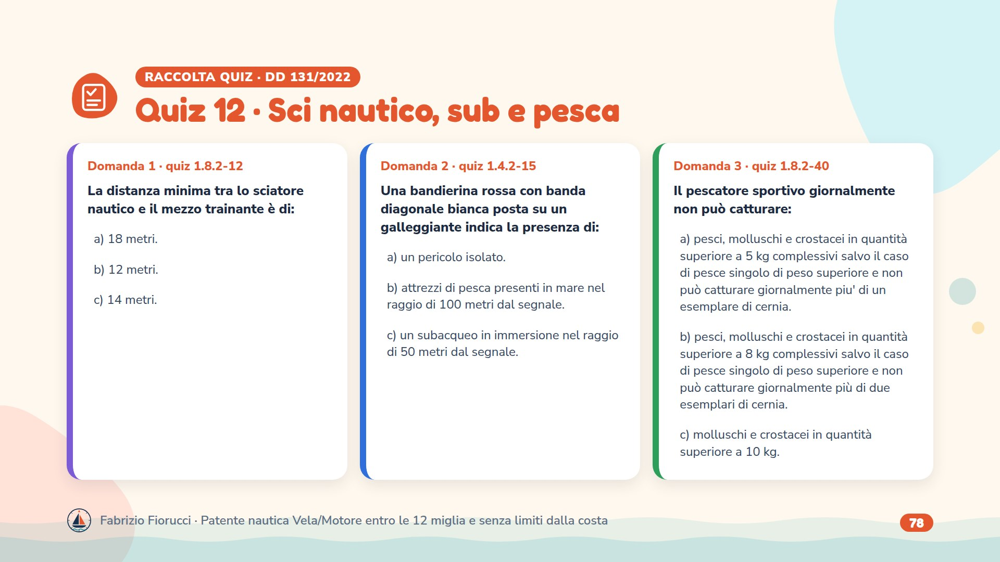 RACCOLTA QUIZ · DD 131/2022
Quiz 12 · Sci nautico, sub e pesca
Domanda 1 · quiz 1.8.2-12
La distanza minima tra lo sciatore
nautico e il mezzo trainante è di:
a) 18 metri.
b) 12 metri.
c) 14 metri.
Domanda 2 · quiz 1.4.2-15
Una bandierina rossa con banda
diagonale bianca posta su un
galleggiante indica la presenza di:
a) un pericolo isolato.
b) attrezzi di pesca presenti in mare nel
raggio di 100 metri dal segnale.
c) un subacqueo in immersione nel raggio
di 50 metri dal segnale.
Domanda 3 · quiz 1.8.2-40
Il pescatore sportivo giornalmente
non può catturare:
a) pesci, molluschi e crostacei in quantità
superiore a 5 kg complessivi salvo il caso
di pesce singolo di peso superiore e non
può catturare giornalmente piu' di un
esemplare di cernia.
b) pesci, molluschi e crostacei in quantità
superiore a 8 kg complessivi salvo il caso
di pesce singolo di peso superiore e non
può catturare giornalmente più di due
esemplari di cernia.
c) molluschi e crostacei in quantità
superiore a 10 kg.
Fabrizio Fiorucci · Patente nautica Vela/Motore entro le 12 miglia e senza limiti dalla costa
78